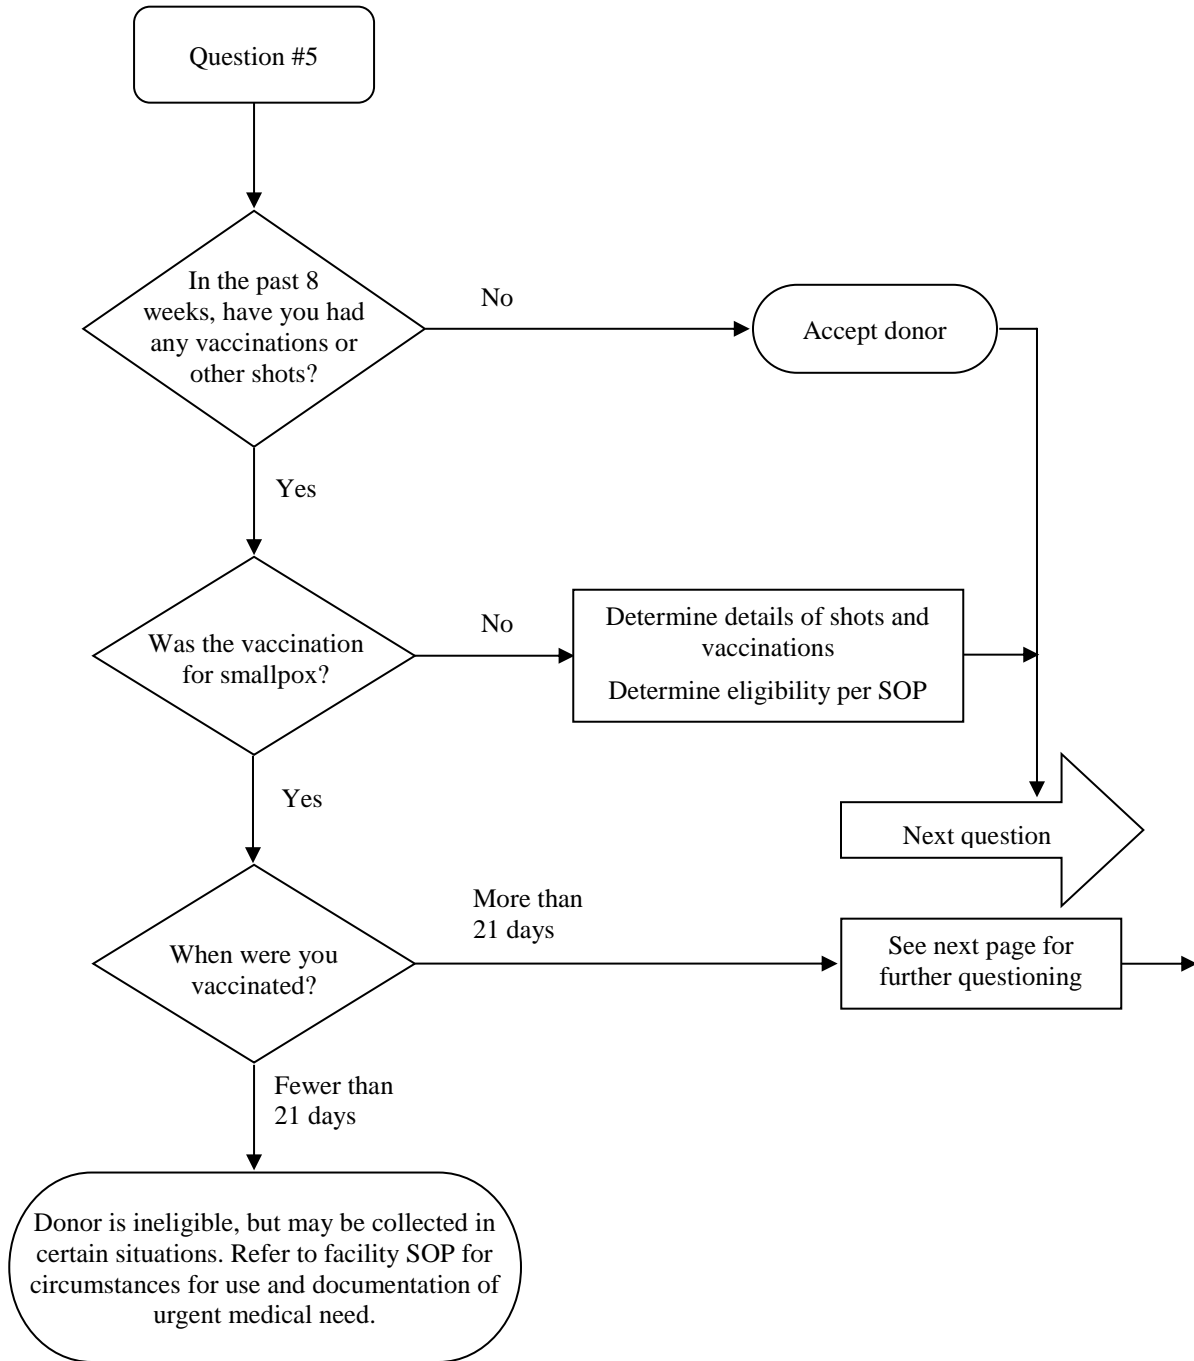 Question #5
In the past 8
weeks, have you had
any vaccinations or
other shots?
No
Accept donor
Yes
Was the vaccination
for smallpox?
No
Determine details of shots and
vaccinations
Determine eligibility per SOP
Yes
Next question
When were you
vaccinated?
More than
21 days
See next page for
further questioning
Fewer than
21 days
Donor is ineligible, but may be collected in
certain situations. Refer to facility SOP for
circumstances for use and documentation of
urgent medical need.